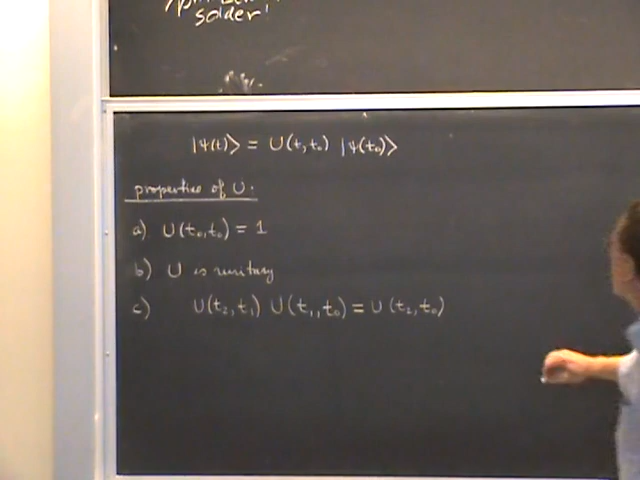 solder!
|ψ(t)⟩ = U(t,t₀) |ψ(t₀)⟩
properties of U.
a) U(t₀,t₀) = 1
b) U is unitary
c) U(t₂,t₁) U(t₁,t₀) = U(t₂,t₀)